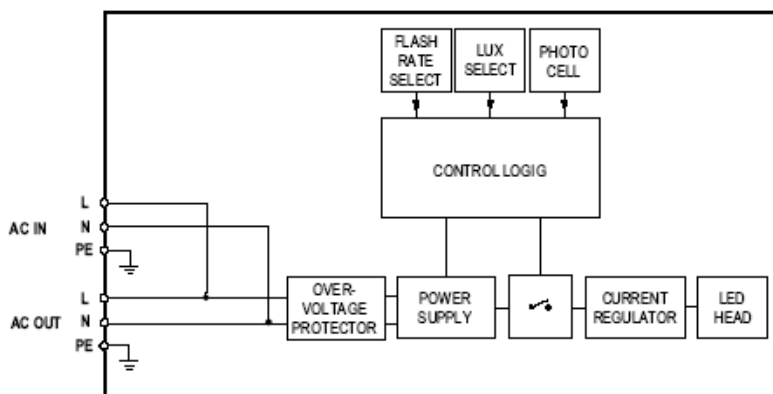 FLASH
RATE
SELECT
LUX
SELECT
PHOTO
CELL
CONTROL LOGIG
AC IN
L
N
PE
AC OUT
L
N
PE
OVER-
VOLTAGE
PROTECTOR
POWER
SUPPLY
CURRENT
REGULATOR
LED
HEAD